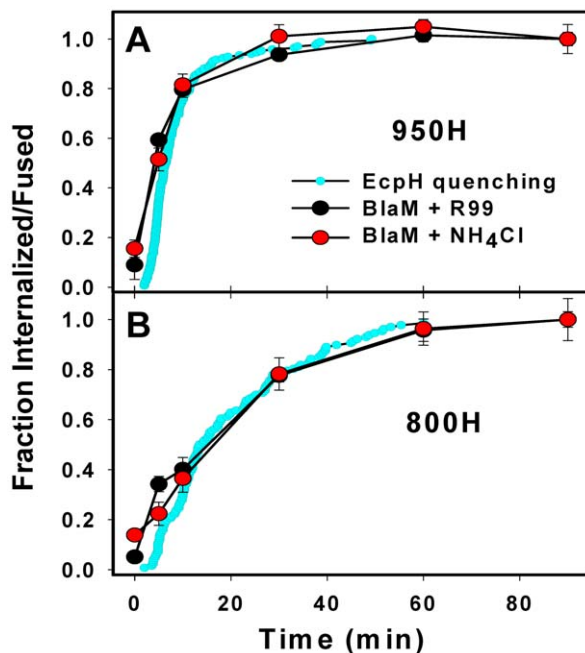 Fraction Internalized/Fused
A
1.0
0.8
0.6
0.4
0.2
0.0
950H
EcpH quenching
BlaM + R99
BlaM + NH₄Cl
B
1.0
0.8
0.6
0.4
0.2
0.0
800H
0 20 40 60 80
Time (min)